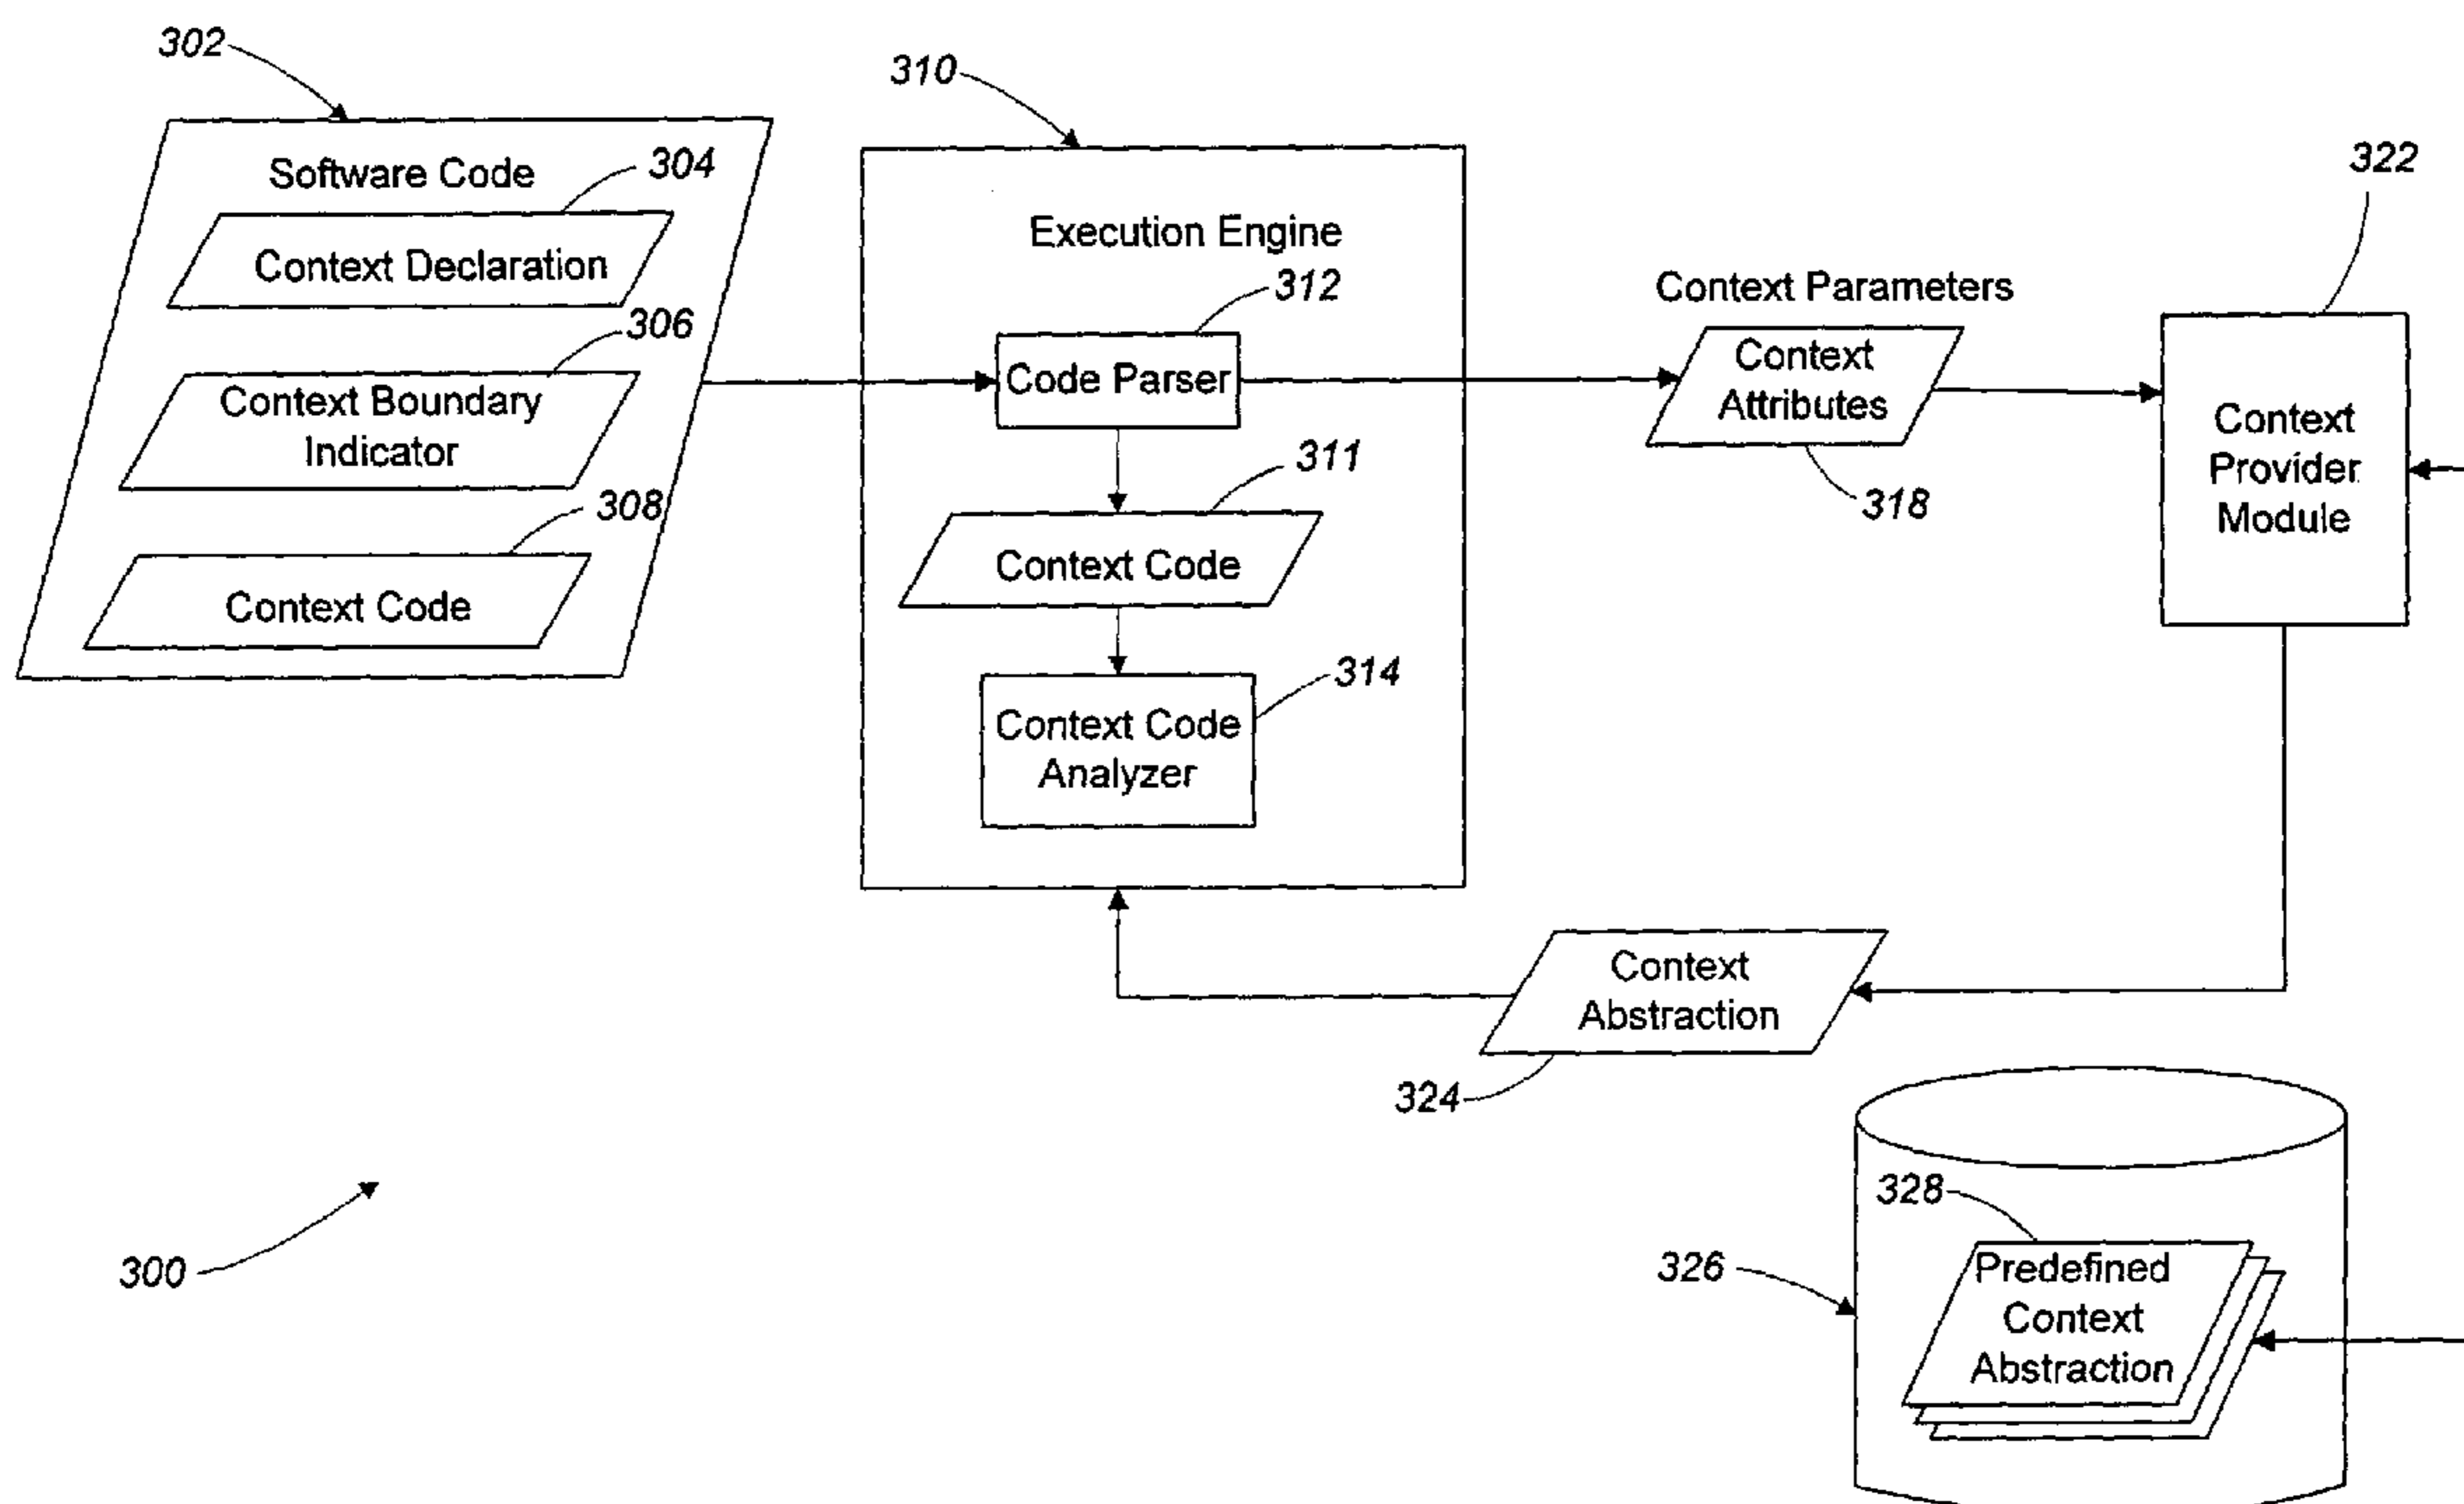 302
Software Code
304
Context Declaration
306
Context Boundary
Indicator
308
Context Code
310
Execution Engine
312
Code Parser
311
Context Code
314
Context Code
Analyzer
Context Parameters
Context
Attributes
318
322
Context
Provider
Module
Context
Abstraction
324
300
326
328
Predefined
Context
Abstraction